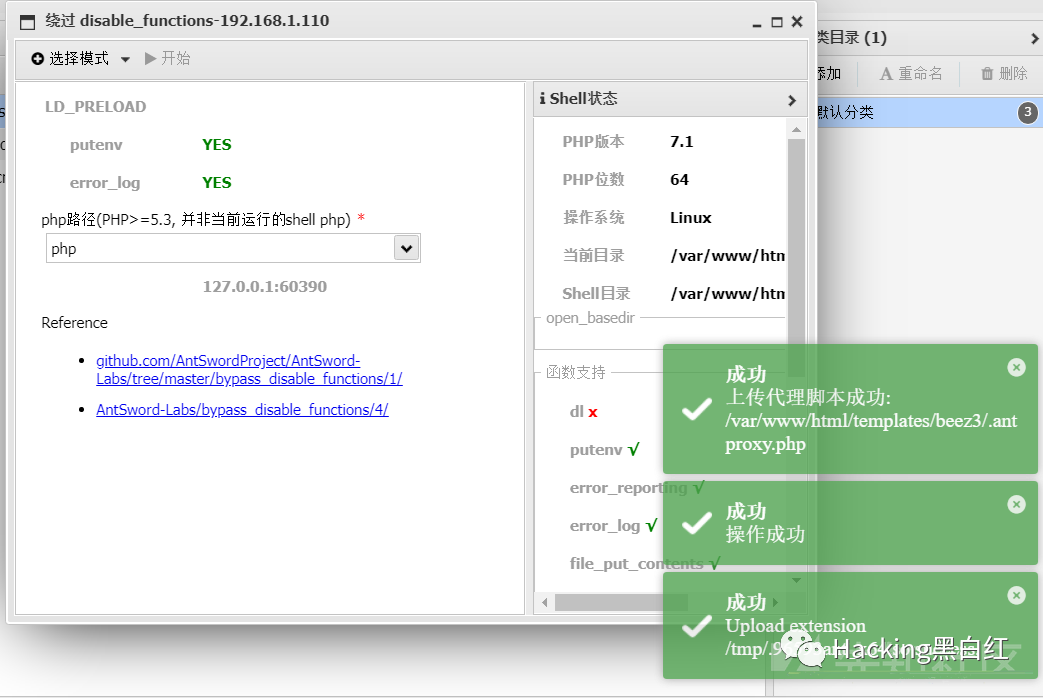 绕过 disable_functions-192.168.1.110
选择模式 开始
LD_PRELOAD
putenv YES
error_log YES
php路径(PHP>=5.3, 并非当前运行的shell php) *
php
127.0.0.1:60390
Reference
github.com/AntSwordProject/AntSword-
Labs/tree/master/bypass_disable_functions/1/
AntSword-Labs/bypass_disable_functions/4/
Shell状态
PHP版本 7.1
PHP位数 64
操作系统 Linux
当前目录 /var/www/htm
Shell目录 /var/www/htm
open_basedir
函数支持
dl x
putenv √
error_reporting √
error_log √
file_put_contents √
类目录 (1)
添加 重命名 删除
默认分类 3
成功
上传代理脚本成功:
/var/www/html/templates/beez3/.ant
proxy.php
成功
操作成功
成功
Upload extension
/tmp/.9
Hacking黑白红